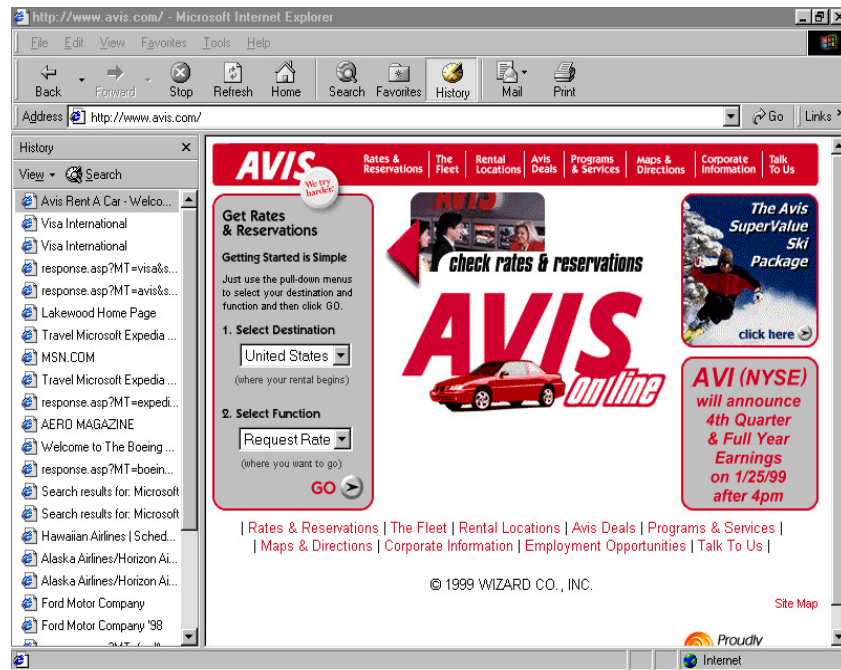 http://www.avis.com/ - Microsoft Internet Explorer
File Edit View Favorites Tools Help
Back Forward Stop Refresh Home Search Favorites History Mail Print
Address http://www.avis.com/ Go Links
History
View Search
Avis Rent A Car - Welco...
Visa International
Visa International
response.asp?MT=visa&s...
response.asp?MT=avis&s...
Lakewood Home Page
Travel Microsoft Expedia ...
MSN.COM
Travel Microsoft Expedia ...
response.asp?MT=expedi...
AERO MAGAZINE
Welcome to The Boeing ...
response.asp?MT=boein...
Search results for: Microsoft
Search results for: Microsoft
Hawaiian Airlines | Sched...
Alaska Airlines/Horizon Ai...
Alaska Airlines/Horizon Ai...
Ford Motor Company
Ford Motor Company '98
AVIS
We try
harder.
Rates &
Reservations
The
Fleet
Rental
Locations
Avis
Deals
Programs
& Services
Maps &
Directions
Corporate
Information
Talk
To Us
Get Rates
& Reservations
Getting Started is Simple
Just use the pull-down menus
to select your destination and
function and then click GO.
1. Select Destination
United States
(where your rental begins)
2. Select Function
Request Rate
(where you want to go)
GO
AVIS
check rates & reservations
AVIS
online
The Avis
SuperValue
Ski
Package
click here
AVI (NYSE)
will announce
4th Quarter
& Full Year
Earnings
on 1/25/99
after 4pm
| Rates & Reservations | The Fleet | Rental Locations | Avis Deals | Programs & Services |
| Maps & Directions | Corporate Information | Employment Opportunities | Talk To Us |
© 1999 WIZARD CO., INC.
Site Map
Proudly
Internet